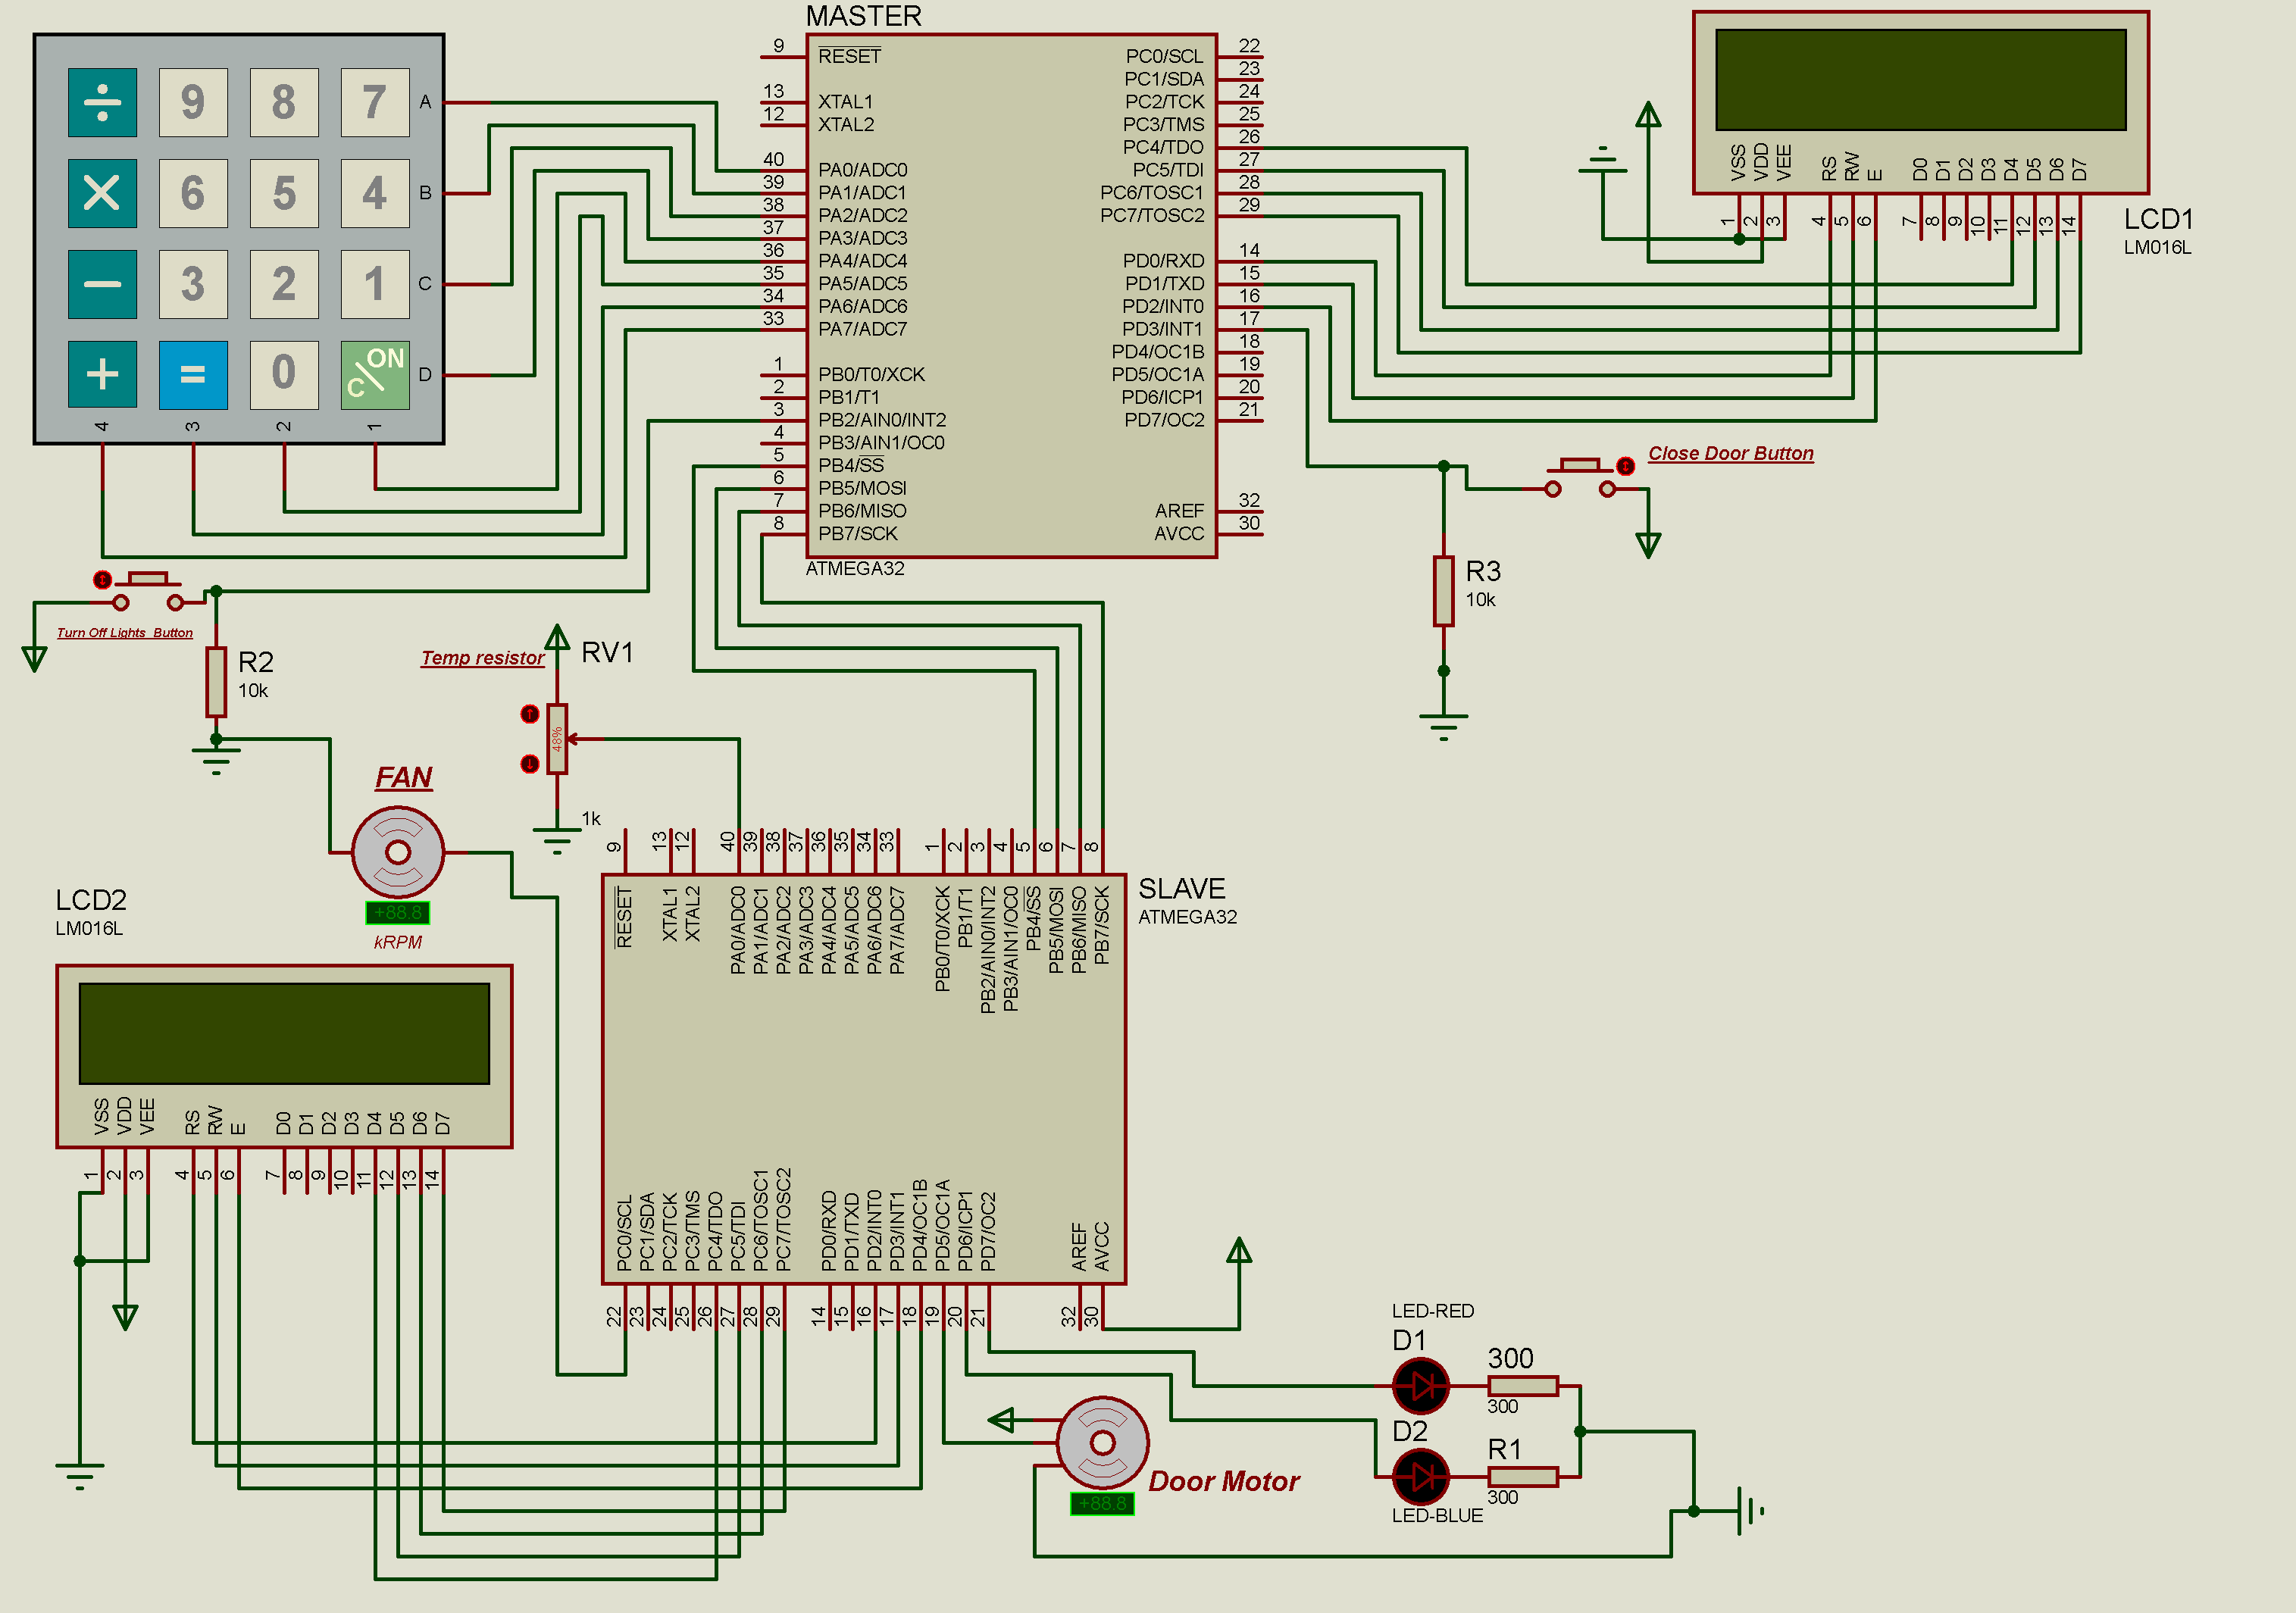 MASTER
÷ 9 8 7 A
× 6 5 4 B
− 3 2 1 C
+ = 0 ON/C D
4 3 2 1
9 RESET
13 XTAL1
12 XTAL2
40 PA0/ADC0
39 PA1/ADC1
38 PA2/ADC2
37 PA3/ADC3
36 PA4/ADC4
35 PA5/ADC5
34 PA6/ADC6
33 PA7/ADC7
1 PB0/T0/XCK
2 PB1/T1
3 PB2/AIN0/INT2
4 PB3/AIN1/OC0
5 PB4/SS
6 PB5/MOSI
7 PB6/MISO
8 PB7/SCK
PC0/SCL 22
PC1/SDA 23
PC2/TCK 24
PC3/TMS 25
PC4/TDO 26
PC5/TDI 27
PC6/TOSC1 28
PC7/TOSC2 29
PD0/RXD 14
PD1/TXD 15
PD2/INT0 16
PD3/INT1 17
PD4/OC1B 18
PD5/OC1A 19
PD6/ICP1 20
PD7/OC2 21
AREF 32
AVCC 30
ATMEGA32
VSS VDD VEE RS RW E D0 D1 D2 D3 D4 D5 D6 D7
1 2 3 4 5 6 7 8 9 10 11 12 13 14
LCD1
LM016L
Close Door Button
R3
10k
Turn Off Lights Button
R2
10k
Temp resistor
RV1
48%
1k
FAN
+88.8
kRPM
SLAVE
ATMEGA32
9 13 12 40 39 38 37 36 35 34 33 1 2 3 4 5 6 7 8
RESET XTAL1 XTAL2 PA0/ADC0 PA1/ADC1 PA2/ADC2 PA3/ADC3 PA4/ADC4 PA5/ADC5 PA6/ADC6 PA7/ADC7 PB0/T0/XCK PB1/T1 PB2/AIN0/INT2 PB3/AIN1/OC0 PB4/SS PB5/MOSI PB6/MISO PB7/SCK
PC0/SCL PC1/SDA PC2/TCK PC3/TMS PC4/TDO PC5/TDI PC6/TOSC1 PC7/TOSC2 PD0/RXD PD1/TXD PD2/INT0 PD3/INT1 PD4/OC1B PD5/OC1A PD6/ICP1 PD7/OC2 AREF AVCC
22 23 24 25 26 27 28 29 14 15 16 17 18 19 20 21 32 30
LCD2
LM016L
VSS VDD VEE RS RW E D0 D1 D2 D3 D4 D5 D6 D7
1 2 3 4 5 6 7 8 9 10 11 12 13 14
Door Motor
+88.8
LED-RED
D1
300
300
D2
R1
300
LED-BLUE